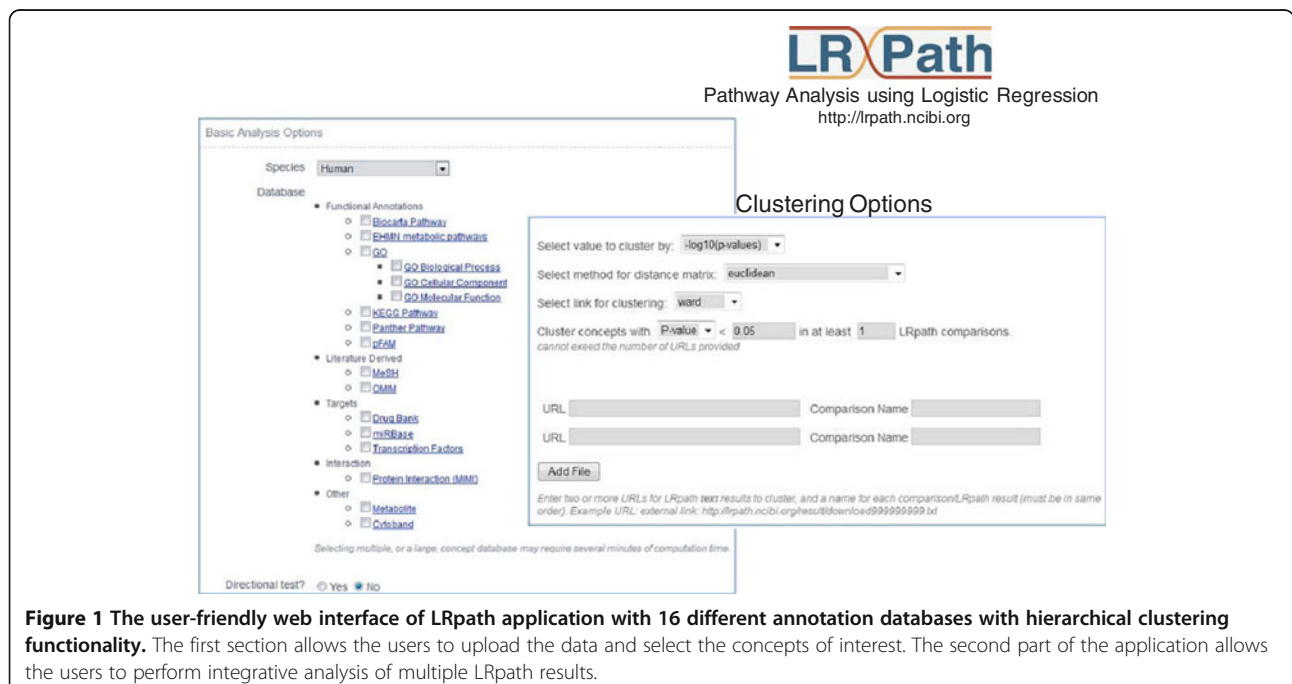 LR Path
Pathway Analysis using Logistic Regression
http://lrpath.ncibi.org
Basic Analysis Options
Species Human
Database
Functional Annotations
Biocarta Pathway
EHMN metabolic pathways
GO
GO Biological Process
GO Cellular Component
GO Molecular Function
KEGG Pathway
Panther Pathway
pFAM
Literature Derived
MeSH
OMIM
Targets
Drug Bank
miRBase
Transcription Factors
Interaction
Protein Interaction (MiMI)
Other
Metabolite
Cytoband
Selecting multiple, or a large, concept database may require several minutes of computation time.
Directional test? Yes No
Clustering Options
Select value to cluster by: -log10(p-values)
Select method for distance matrix: euclidean
Select link for clustering: ward
Cluster concepts with P-value < 0.05 in at least 1 LRpath comparisons.
cannot exeed the number of URLs provided
URL Comparison Name
URL Comparison Name
Add File
Enter two or more URLs for LRpath text results to cluster, and a name for each comparison/LRpath result (must be in same
order). Example URL: external link: http://lrpath.ncibi.org/result/download999999999.txt
Figure 1 The user-friendly web interface of LRpath application with 16 different annotation databases with hierarchical clustering
functionality. The first section allows the users to upload the data and select the concepts of interest. The second part of the application allows
the users to perform integrative analysis of multiple LRpath results.